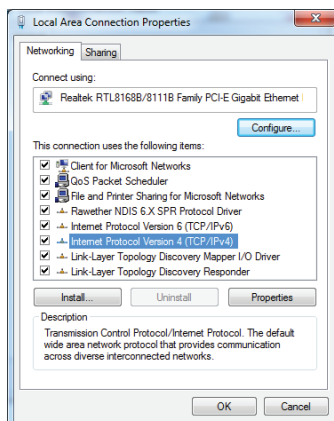 Local Area Connection Properties
Networking
Sharing
Connect using:
Realtek RTL8168B/8111B Family PCI-E Gigabit Ethernet
Configure...
This connection uses the following items:
Client for Microsoft Networks
QoS Packet Scheduler
File and Printer Sharing for Microsoft Networks
Rawether NDIS 6.X SPR Protocol Driver
Internet Protocol Version 6 (TCP/IPv6)
Internet Protocol Version 4 (TCP/IPv4)
Link-Layer Topology Discovery Mapper I/O Driver
Link-Layer Topology Discovery Responder
Install...
Uninstall
Properties
Description
Transmission Control Protocol/Internet Protocol. The default
wide area network protocol that provides communication
across diverse interconnected networks.
OK
Cancel